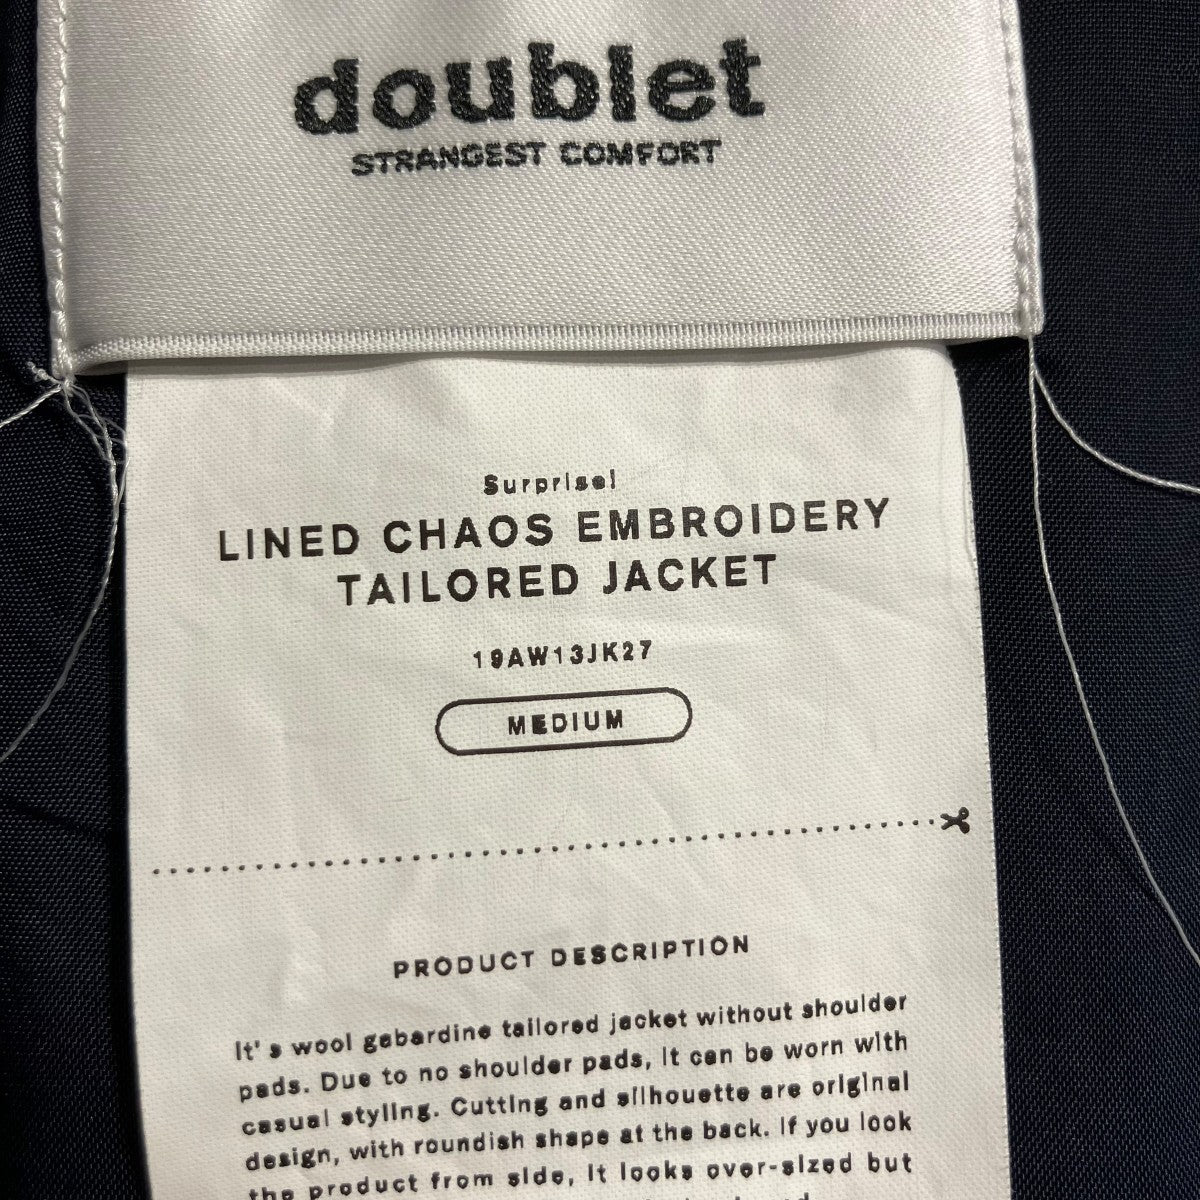 doublet
STRANGEST COMFORT
Surprise!
LINED CHAOS EMBROIDERY
TAILORED JACKET
19AW13JK27
MEDIUM
PRODUCT DESCRIPTION
It's wool gabardine tailored jacket without shoulder
pads. Due to no shoulder pads, it can be worn with
casual styling. Cutting and silhouette are original
design, with roundish shape at the back. If you look
the product from side, it looks over-sized but